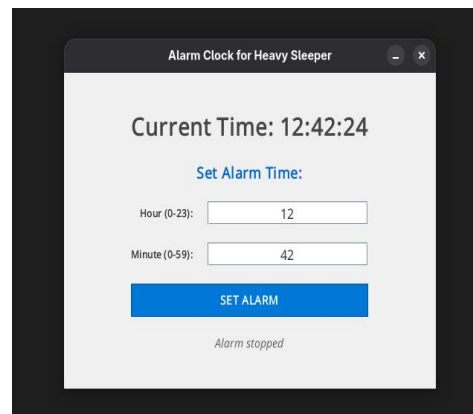 Alarm Clock for Heavy Sleeper
Current Time: 12:42:24
Set Alarm Time:
Hour (0-23): 12
Minute (0-59): 42
SET ALARM
Alarm stopped